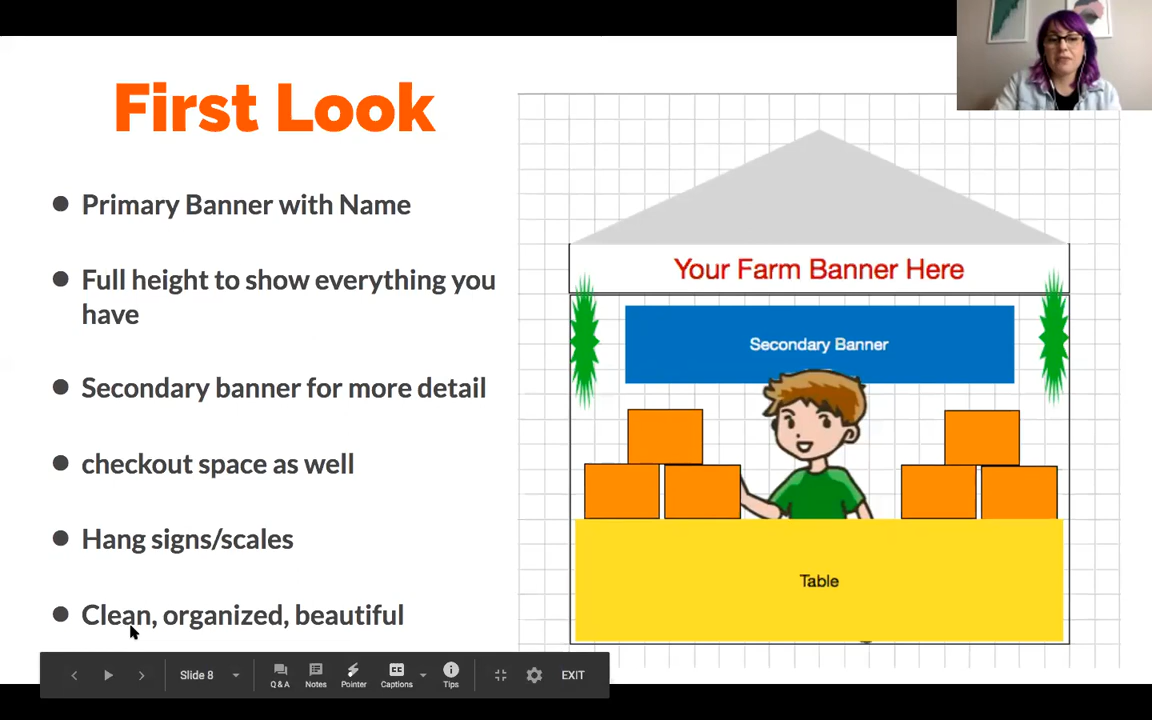 First Look
Primary Banner with Name
Full height to show everything you
have
Secondary banner for more detail
checkout space as well
Hang signs/scales
Clean, organized, beautiful
Your Farm Banner Here
Secondary Banner
Table
Slide 8
Q & A
Notes
Pointer
Captions
Tips
EXIT